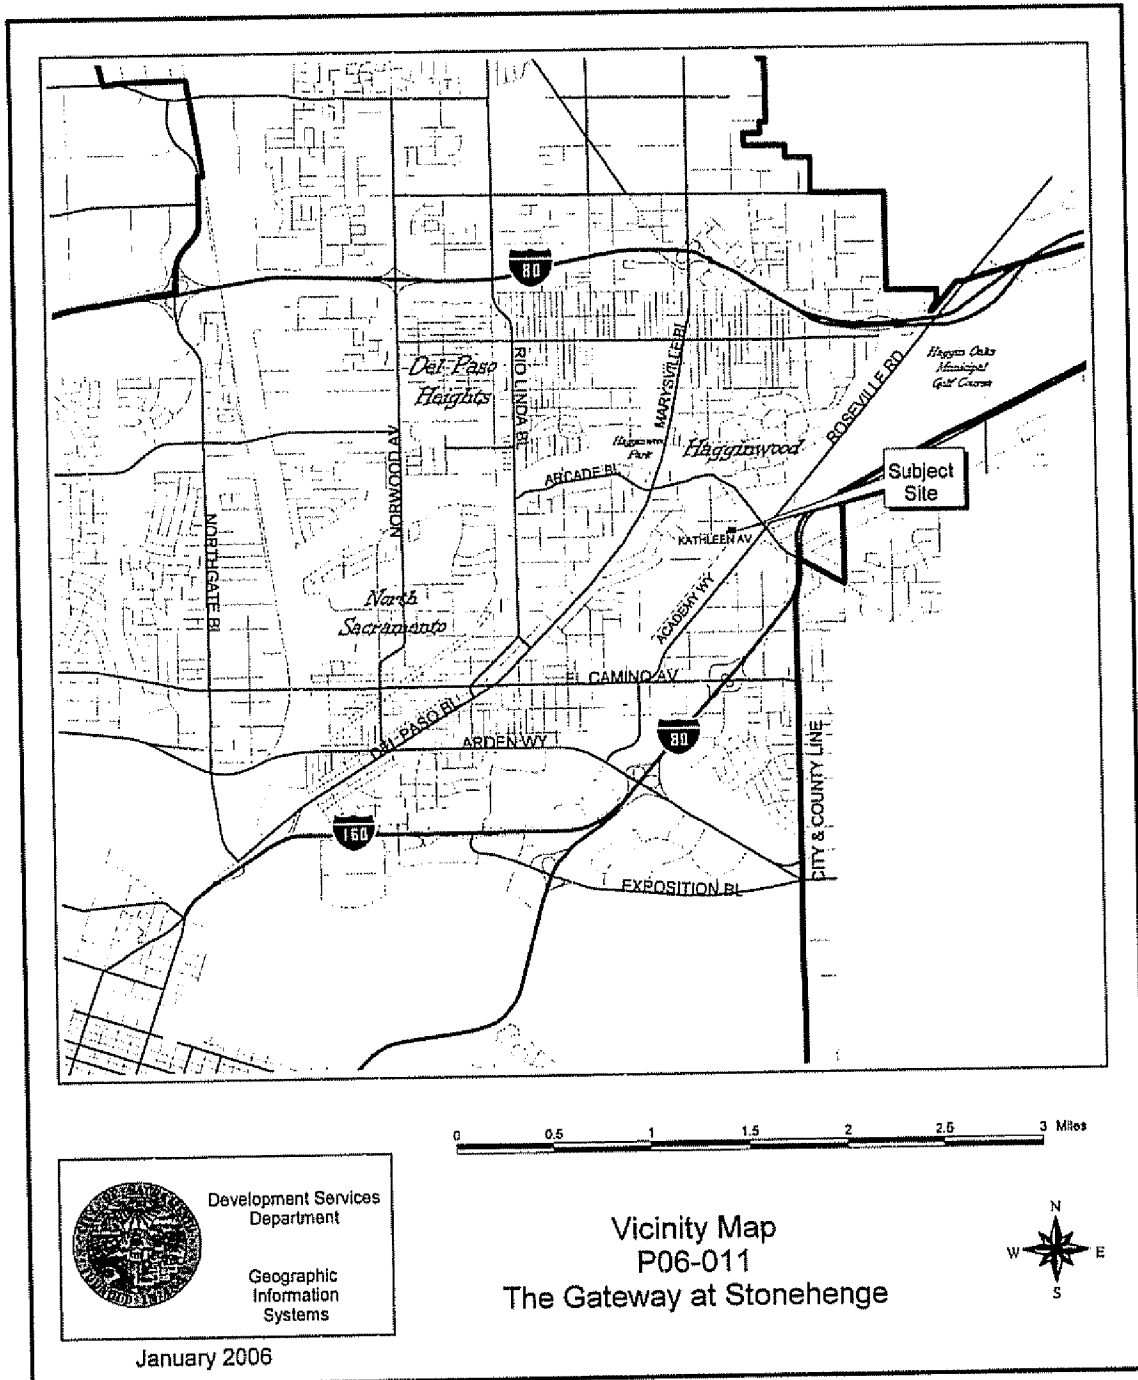 80
Del Paso
Heights
RIO LINDA BL
MARYSVILLE BL
ROSEVILLE RD
Haggin Oaks
Municipal
Golf Course
NORWOOD AV
Hagginwood
Park
Hagginwood
ARCADE BL
Subject
Site
NORTHGATE BL
KATHLEEN AV
ACADEMY WY
North
Sacramento
EL CAMINO AV
DEL PASO BL
ARDEN WY
80
CITY & COUNTY LINE
160
EXPOSITION BL
0 0.5 1 1.5 2 2.5 3 Miles
Development Services
Department
Geographic
Information
Systems
Vicinity Map
P06-011
The Gateway at Stonehenge
N
W E
S
January 2006